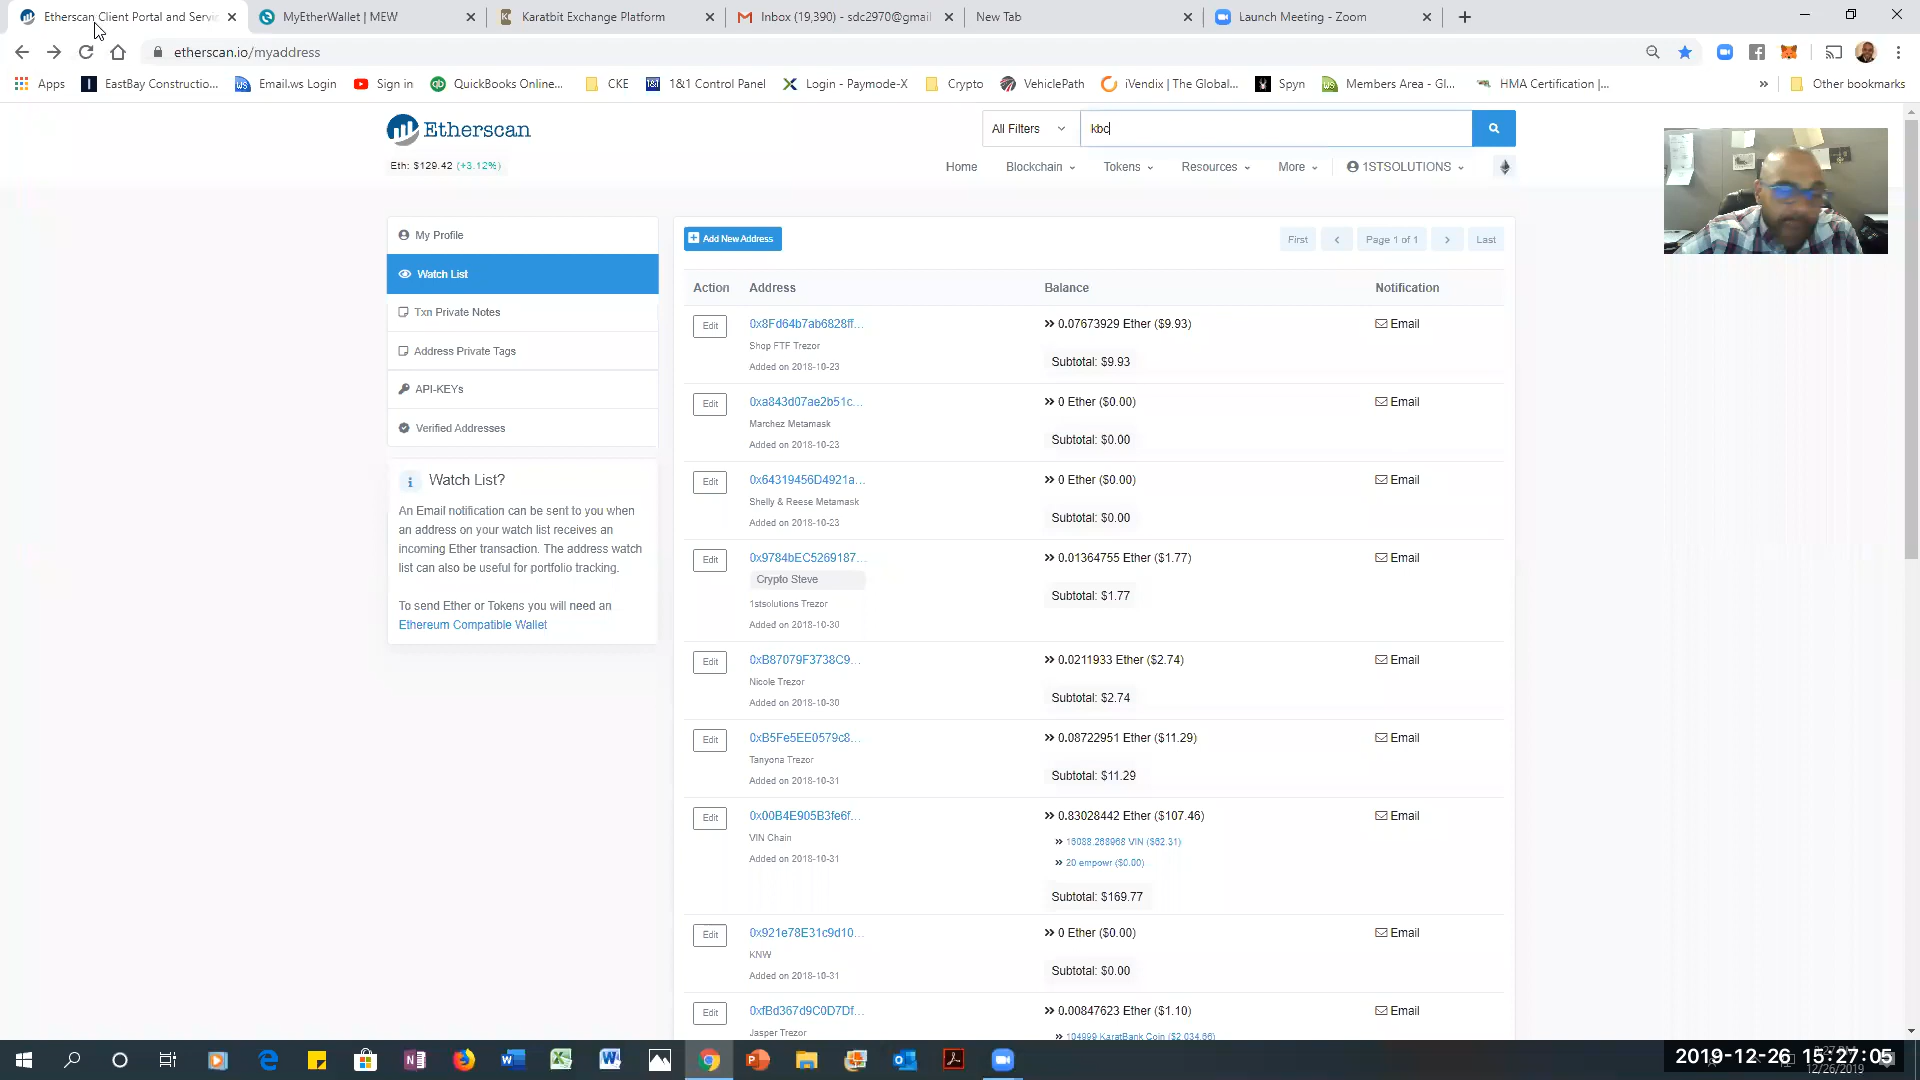 Etherscan Client Portal and Servic
MyEtherWallet | MEW
Karatbit Exchange Platform
Inbox (19,390) - sdc2970@gmail
New Tab
Launch Meeting - Zoom
etherscan.io/myaddress
Apps
EastBay Constructio...
Email.ws Login
Sign in
QuickBooks Online...
CKE
1&1 Control Panel
Login - Paymode-X
Crypto
VehiclePath
iVendix | The Global...
Spyn
Members Area - Gl...
HMA Certification |...
Other bookmarks
Etherscan
All Filters
kbc
Eth: $129.42 (+3.12%)
Home
Blockchain
Tokens
Resources
More
1STSOLUTIONS
My Profile
Watch List
Txn Private Notes
Address Private Tags
API-KEYs
Verified Addresses
Watch List?
An Email notification can be sent to you when
an address on your watch list receives an
incoming Ether transaction. The address watch
list can also be useful for portfolio tracking.
To send Ether or Tokens you will need an
Ethereum Compatible Wallet
Add New Address
First
Page 1 of 1
Last
Action
Address
Balance
Notification
Edit
0x8Fd64b7ab6828ff...
Shop FTF Trezor
Added on 2018-10-23
0.07673929 Ether ($9.93)
Subtotal: $9.93
Email
Edit
0xa843d07ae2b51c...
Marchez Metamask
Added on 2018-10-23
0 Ether ($0.00)
Subtotal: $0.00
Email
Edit
0x64319456D4921a...
Shelly & Reese Metamask
Added on 2018-10-23
0 Ether ($0.00)
Subtotal: $0.00
Email
Edit
0x9784bEC5269187...
Crypto Steve
1stsolutions Trezor
Added on 2018-10-30
0.01364755 Ether ($1.77)
Subtotal: $1.77
Email
Edit
0xB87079F3738C9...
Nicole Trezor
Added on 2018-10-30
0.0211933 Ether ($2.74)
Subtotal: $2.74
Email
Edit
0xB5Fe5EE0579c8...
Tanyona Trezor
Added on 2018-10-31
0.08722951 Ether ($11.29)
Subtotal: $11.29
Email
Edit
0x00B4E905B3fe6f...
VIN Chain
Added on 2018-10-31
0.83028442 Ether ($107.46)
16088.268968 VIN ($62.31)
20 empowr ($0.00)
Subtotal: $169.77
Email
Edit
0x921e78E31c9d10...
KNW
Added on 2018-10-31
0 Ether ($0.00)
Subtotal: $0.00
Email
Edit
0xfBd367d9C0D7Df...
Jasper Trezor
0.00847623 Ether ($1.10)
104999 KaratBank Coin ($2,034.66)
Email
2019-12-26 15:27:05
12/26/2019